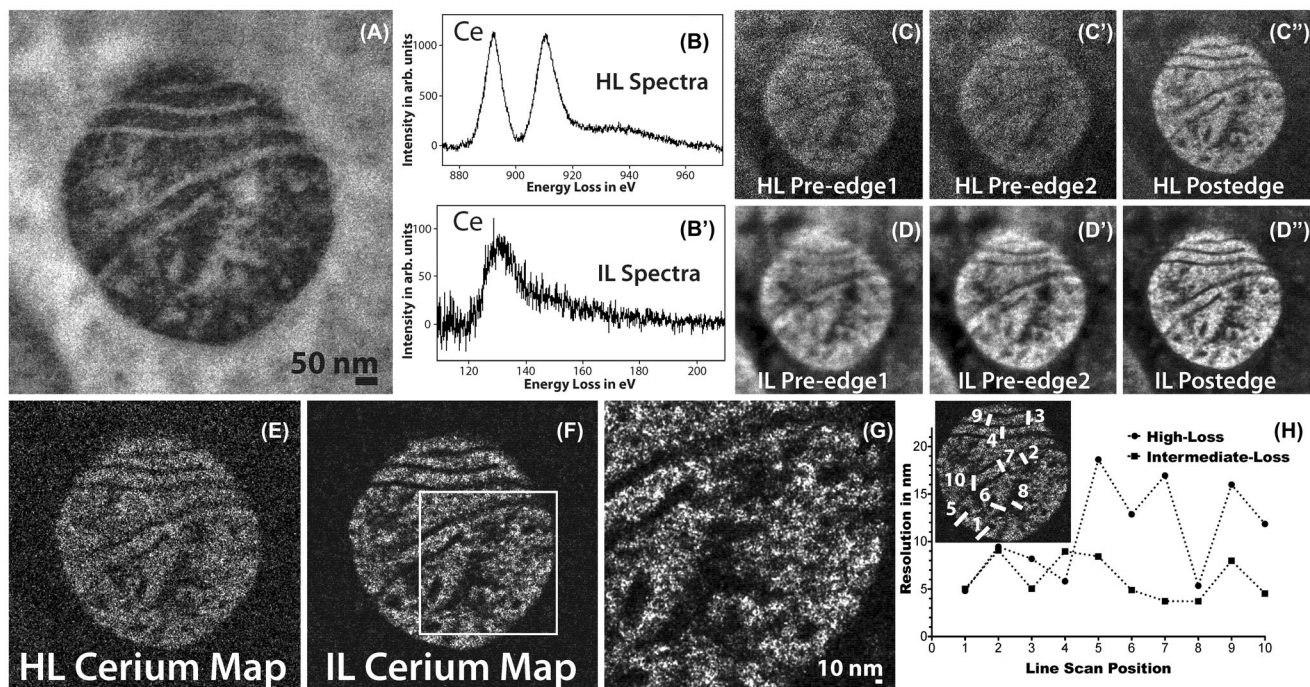 (A)
50 nm
Ce
(B)
HL Spectra
Intensity in arb. units
1000
500
0
880
900
920
940
960
Energy Loss in eV
Ce
(B')
IL Spectra
Intensity in arb. units
100
50
0
120
140
160
180
200
Energy Loss in eV
(C)
HL Pre-edge1
(C')
HL Pre-edge2
(C")
HL Postedge
(D)
IL Pre-edge1
(D')
IL Pre-edge2
(D")
IL Postedge
(E)
HL Cerium Map
(F)
IL Cerium Map
(G)
10 nm
(H)
High-Loss
Intermediate-Loss
9
3
4
7
2
10
6
8
5
1
Resolution in nm
20
15
10
5
0
0
1
2
3
4
5
6
7
8
9
10
Line Scan Position